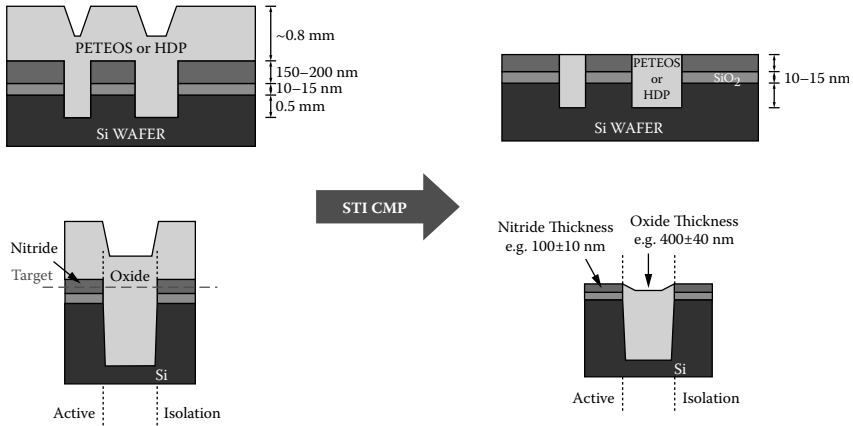 ~0.8 mm
PETEOS or HDP
150–200 nm
10–15 nm
0.5 mm
Si WAFER
PETEOS
or
HDP
SiO2
10–15 nm
Si WAFER
STI CMP
Nitride
Target
Oxide
Si
Active
Isolation
Nitride Thickness
e.g. 100±10 nm
Oxide Thickness
e.g. 400±40 nm
Active
Isolation